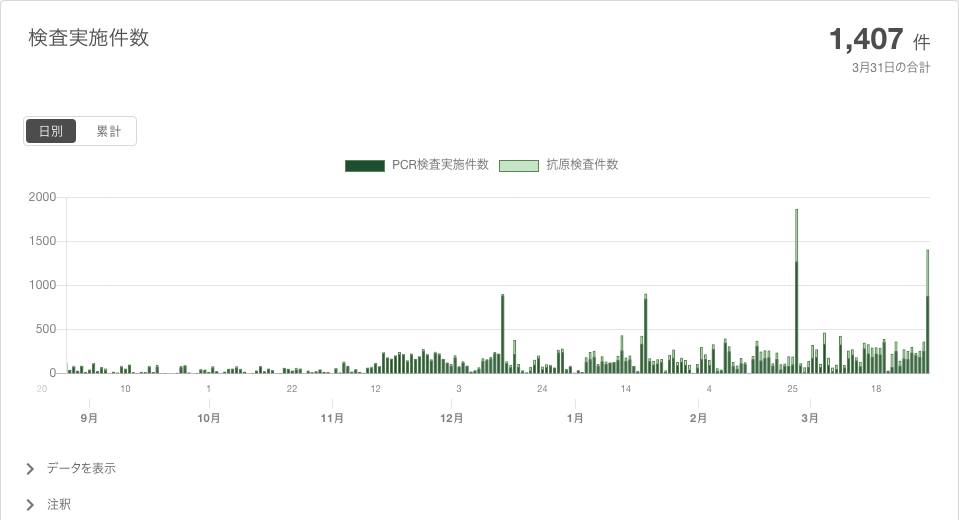 検査実施件数
1,407 件
3月31日の合計
日別 累計
PCR検査実施件数 抗原検査件数
2000
1500
1000
500
0
20 10 1 22 12 3 24 14 4 25 18
9月 10月 11月 12月 1月 2月 3月
データを表示
注釈